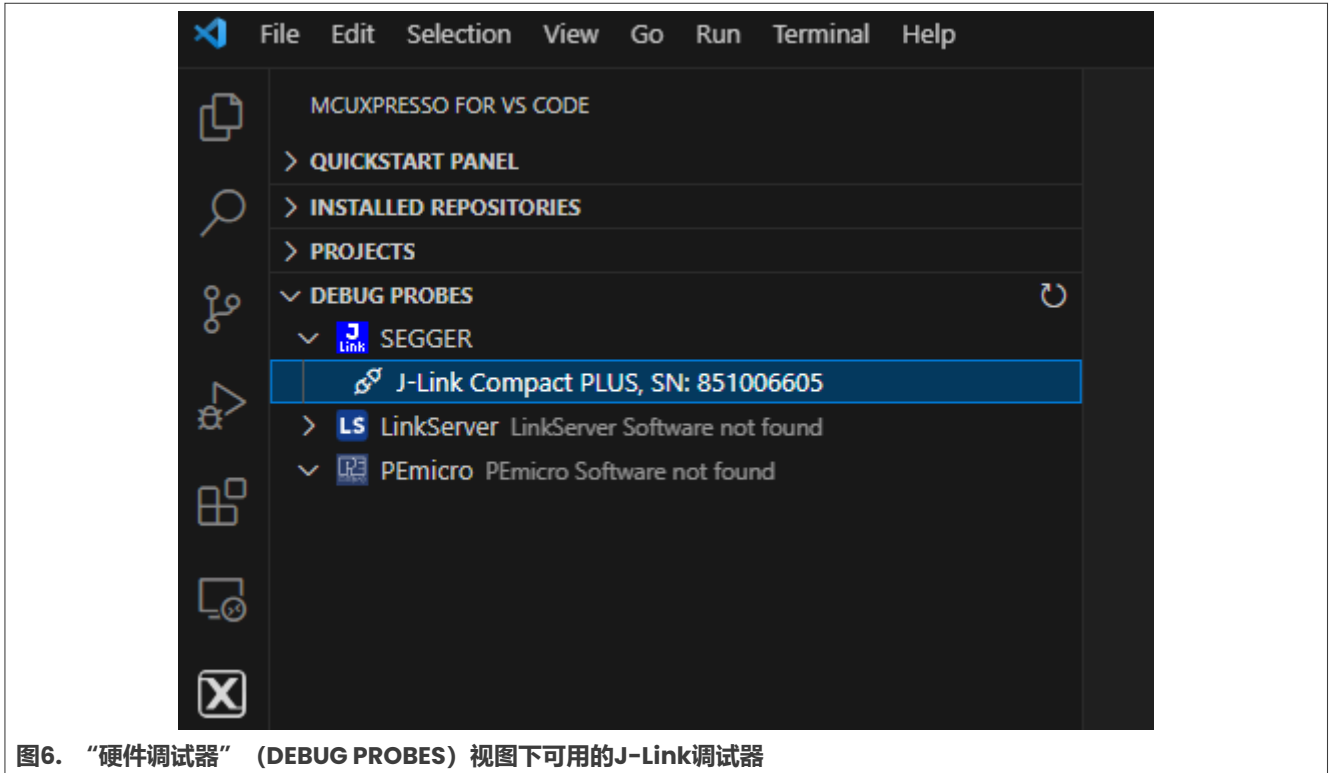 File Edit Selection View Go Run Terminal Help
MCUXPRESSO FOR VS CODE
QUICKSTART PANEL
INSTALLED REPOSITORIES
PROJECTS
DEBUG PROBES
J Link SEGGER
J-Link Compact PLUS, SN: 851006605
LS LinkServer LinkServer Software not found
PEmicro PEmicro Software not found
图6. “硬件调试器” （DEBUG PROBES）视图下可用的J-Link调试器